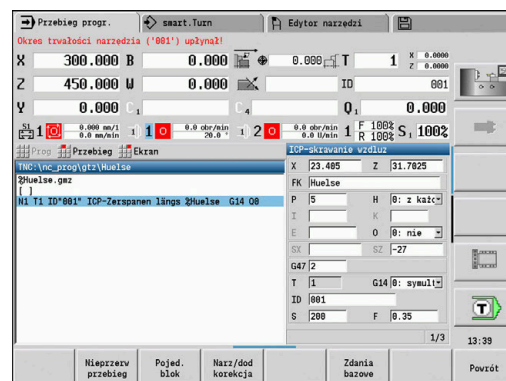 Przebieg progr. smart.Turn Edytor narzędzi
Okres trwałości narzędzia ('001') upłynął!
X 300.000 B 0.000 0.000 T 1 X 0.0000
Z 0.0000
Z 450.000 U 0.000 ID 001
Y 0.000 C1 C4 Q1 0.000
S1 1 0.000 mm/1 1) 1 0.0 obr/min 1) 2 0.0 obr/min 1 F 100% S1 100%
0.0 mm/min 20.0 ° 0.0 U/min R 100%
Prog Przebieg Ekran
TNC:\nc_prog\gtz\Huelse
%Huelse.gmz
[ ]
N1 T1 ID"001" ICP-Zerspanen längs %Huelse G14 Q0
ICP-skrawanie wzdluz
X 23.405 Z 31.7025
FK Huelse
P 5 H 0: z każc
I K
E O 0: nie
SX SZ -27
G47 2
T 1 G14 0: symult
ID 001
S 200 F 0.35
1/3
T
13:39
Nieprzerw przebieg
Pojed. blok
Narz/dod korekcja
Zdania bazowe
Powrót